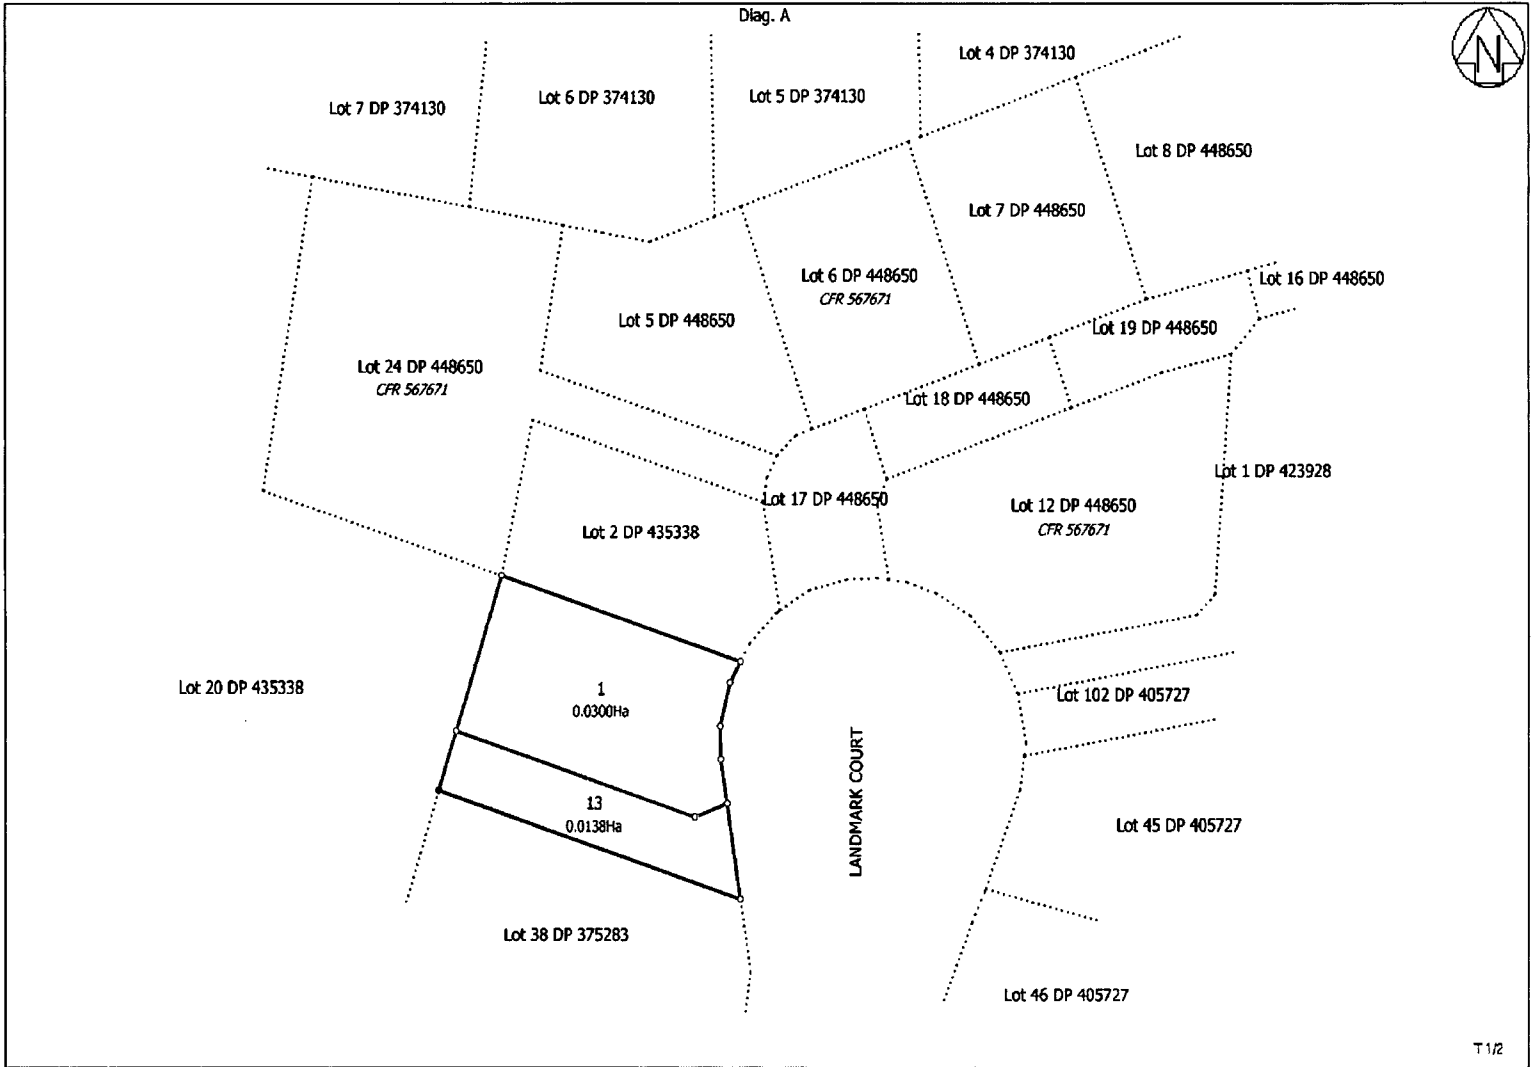 Diag. A
N
Lot 4 DP 374130
Lot 7 DP 374130
Lot 6 DP 374130
Lot 5 DP 374130
Lot 8 DP 448650
Lot 7 DP 448650
Lot 6 DP 448650
CFR 567671
Lot 16 DP 448650
Lot 5 DP 448650
Lot 19 DP 448650
Lot 24 DP 448650
CFR 567671
Lot 18 DP 448650
Lot 1 DP 423928
Lot 17 DP 448650
Lot 12 DP 448650
CFR 567671
Lot 2 DP 435338
Lot 20 DP 435338
1
0.0300Ha
Lot 102 DP 405727
LANDMARK COURT
13
0.0138Ha
Lot 45 DP 405727
Lot 38 DP 375283
Lot 46 DP 405727
T 1/2